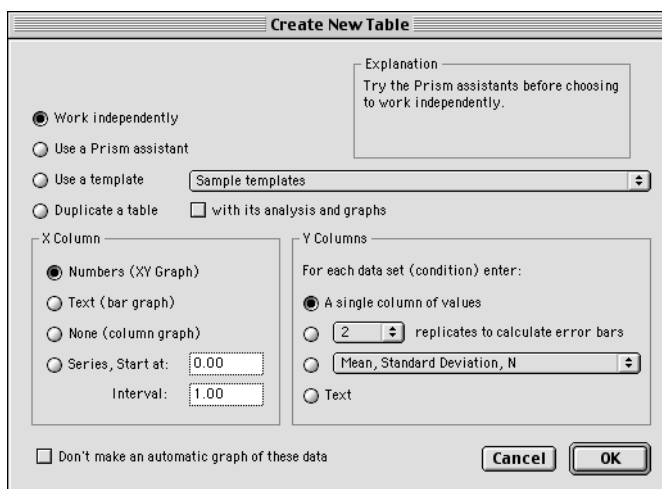 Create New Table
Explanation
Try the Prism assistants before choosing
to work independently.
Work independently
Use a Prism assistant
Use a template
Sample templates
Duplicate a table
with its analysis and graphs
X Column
Numbers (XY Graph)
Text (bar graph)
None (column graph)
Series, Start at: 0.00
Interval: 1.00
Y Columns
For each data set (condition) enter:
A single column of values
2 replicates to calculate error bars
Mean, Standard Deviation, N
Text
Don't make an automatic graph of these data
Cancel
OK